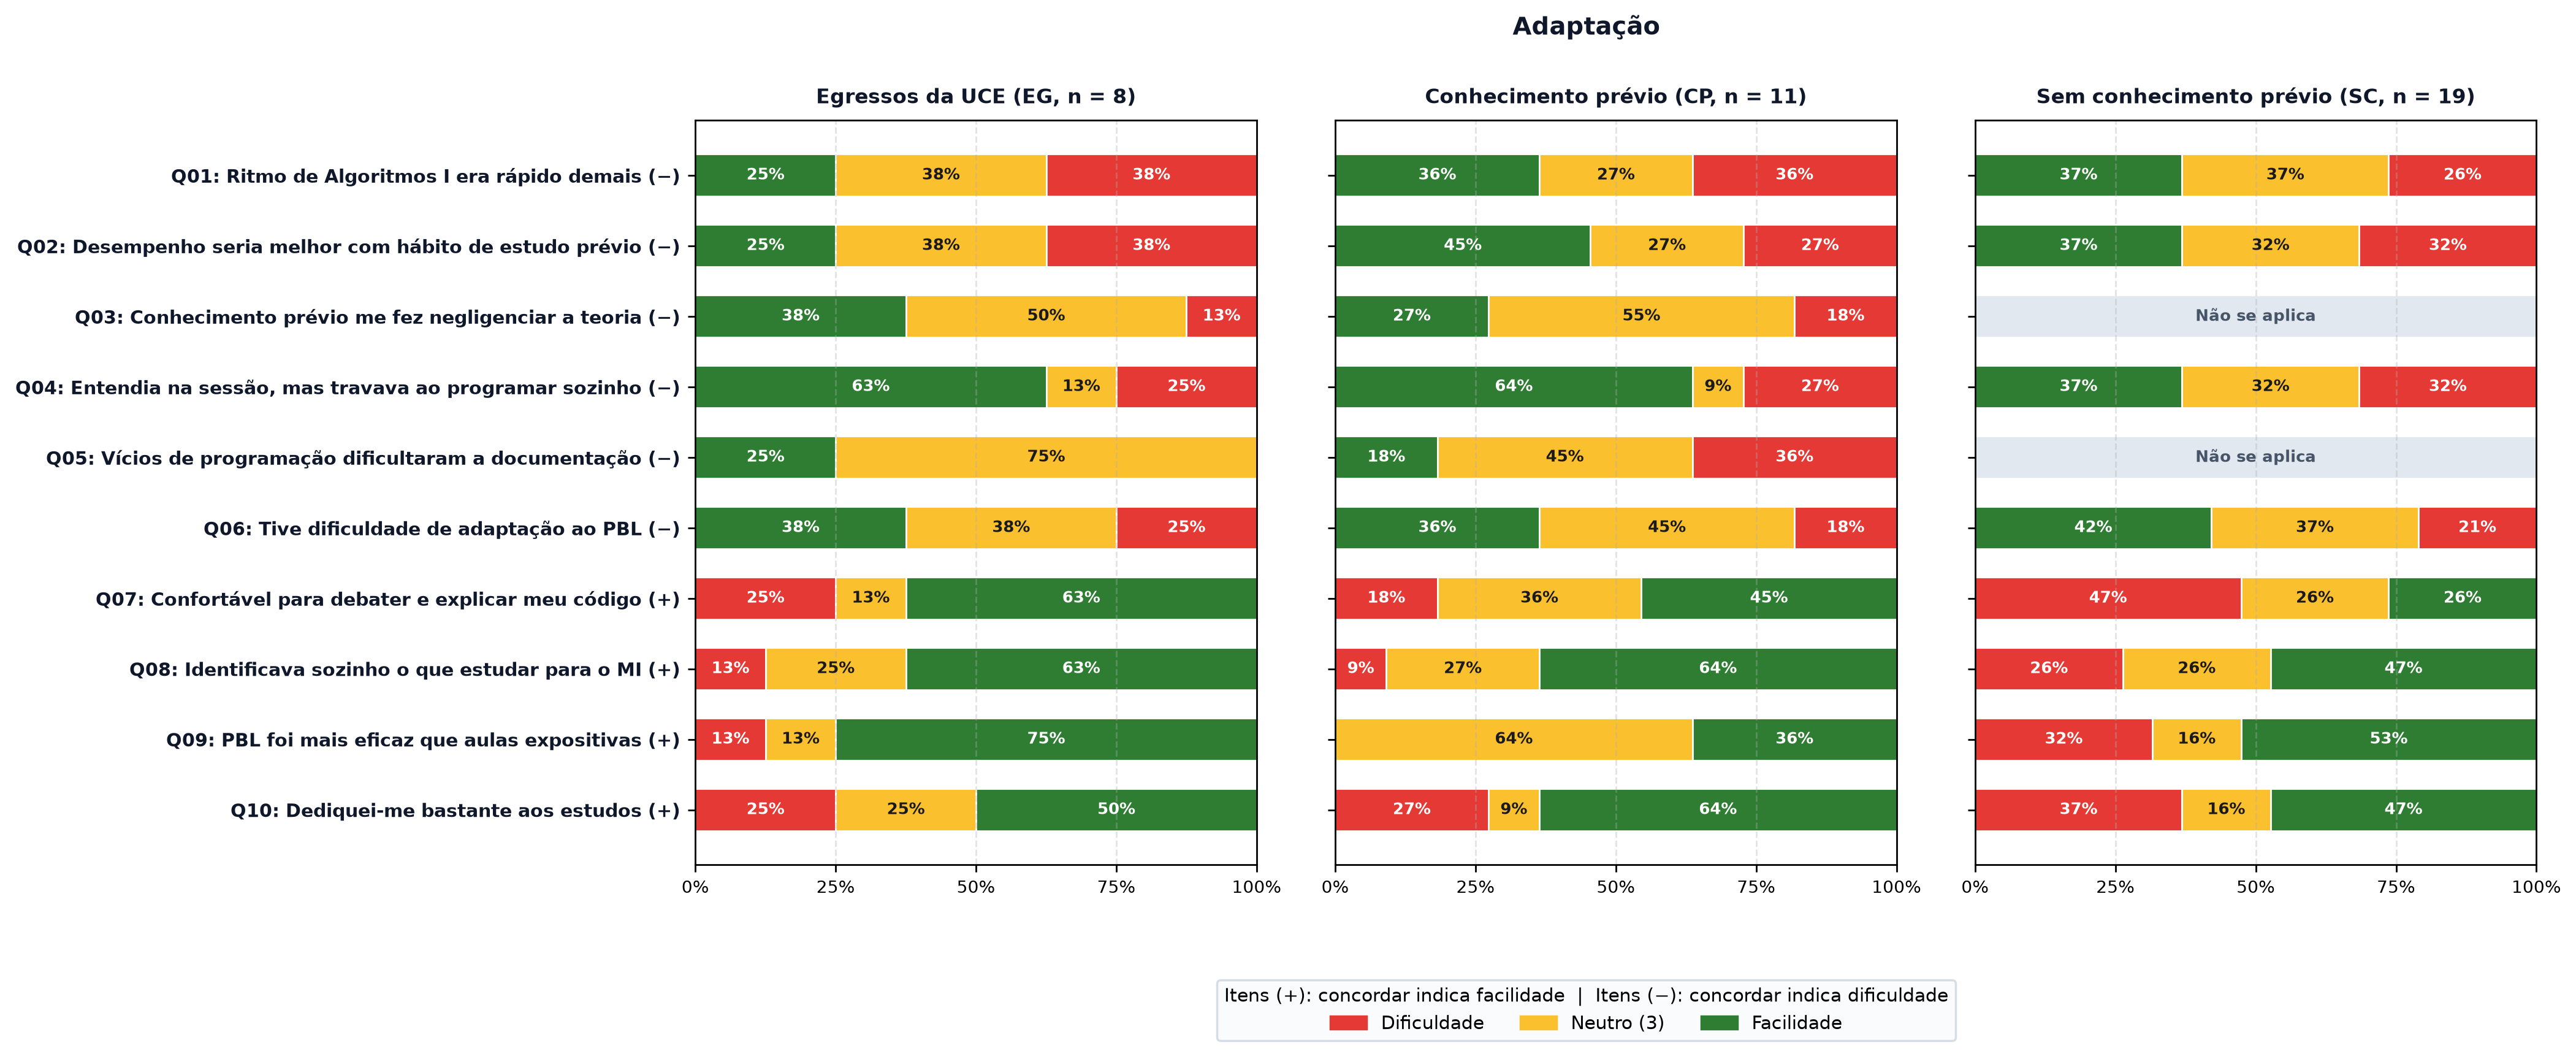 Adaptação
Egressos da UCE (EG, n = 8)
Conhecimento prévio (CP, n = 11)
Sem conhecimento prévio (SC, n = 19)
Q01: Ritmo de Algoritmos I era rápido demais (−) 25% 38% 38% 36% 27% 36% 37% 37% 26%
Q02: Desempenho seria melhor com hábito de estudo prévio (−) 25% 38% 38% 45% 27% 27% 37% 32% 32%
Q03: Conhecimento prévio me fez negligenciar a teoria (−) 38% 50% 13% 27% 55% 18% Não se aplica
Q04: Entendia na sessão, mas travava ao programar sozinho (−) 63% 13% 25% 64% 9% 27% 37% 32% 32%
Q05: Vícios de programação dificultaram a documentação (−) 25% 75% 18% 45% 36% Não se aplica
Q06: Tive dificuldade de adaptação ao PBL (−) 38% 38% 25% 36% 45% 18% 42% 37% 21%
Q07: Confortável para debater e explicar meu código (+) 25% 13% 63% 18% 36% 45% 47% 26% 26%
Q08: Identificava sozinho o que estudar para o MI (+) 13% 25% 63% 9% 27% 64% 26% 26% 47%
Q09: PBL foi mais eficaz que aulas expositivas (+) 13% 13% 75% 64% 36% 32% 16% 53%
Q10: Dediquei-me bastante aos estudos (+) 25% 25% 50% 27% 9% 64% 37% 16% 47%
0% 25% 50% 75% 100% 0% 25% 50% 75% 100% 0% 25% 50% 75% 100%
Itens (+): concordar indica facilidade | Itens (−): concordar indica dificuldade
Dificuldade Neutro (3) Facilidade